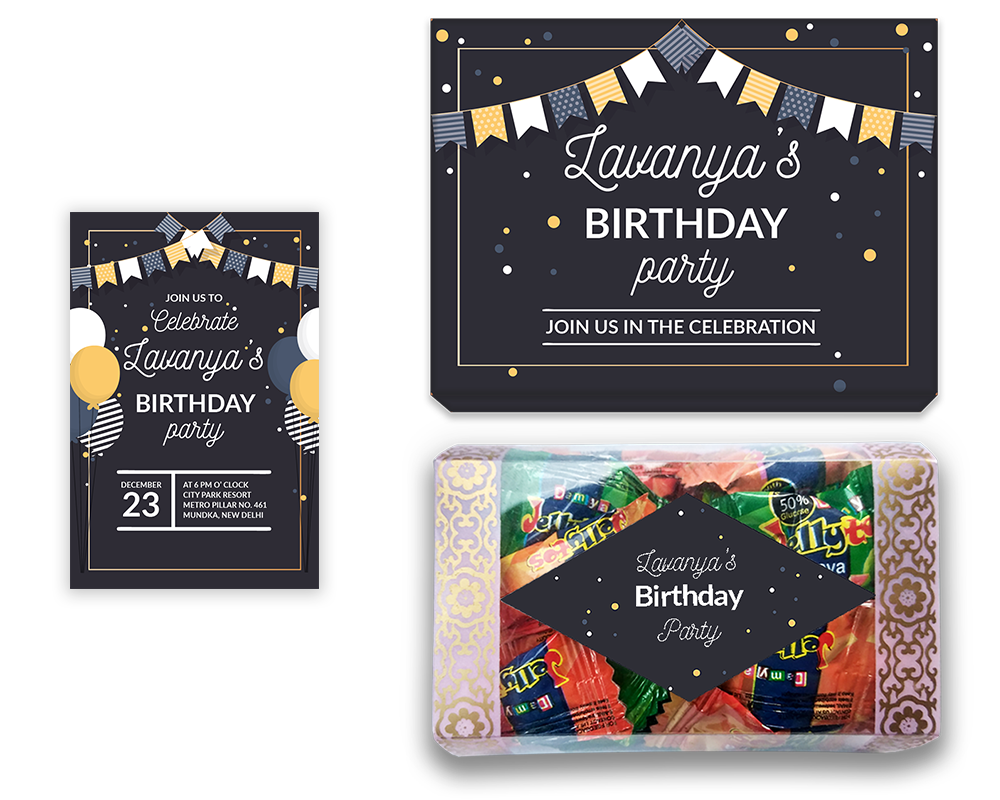 JOIN US TO
Celebrate
Lavanya's
BIRTHDAY
party
DECEMBER
23
AT 6 PM O' CLOCK
CITY PARK RESORT
METRO PILLAR NO. 461
MUNDKA, NEW DELHI
Lavanya's
BIRTHDAY
party
JOIN US IN THE CELEBRATION
Lavanya's
Birthday
Party
50%
Glucose